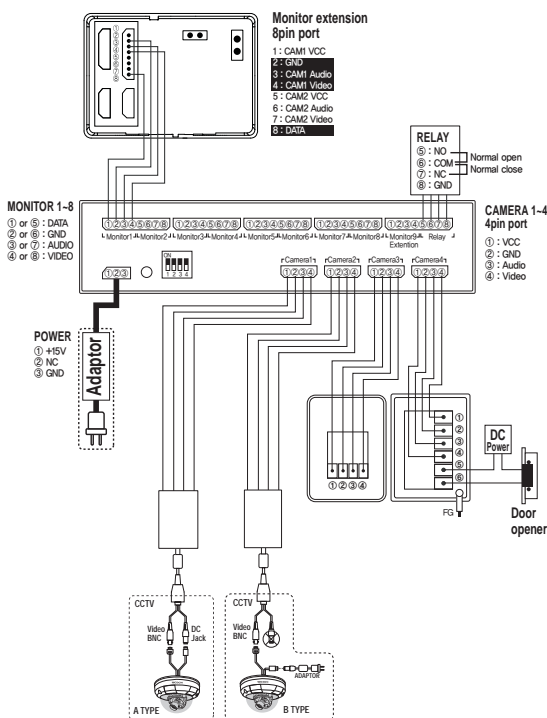 Monitor extension
8pin port
1 : CAM1 VCC
2 : GND
3 : CAM1 Audio
4 : CAM1 Video
5 : CAM2 VCC
6 : CAM2 Audio
7 : CAM2 Video
8 : DATA
RELAY
⑤ : NO
⑥ : COM
⑦ : NC
⑧ : GND
Normal open
Normal close
MONITOR 1~8
① or ⑤ : DATA
② or ⑥ : GND
③ or ⑦ : AUDIO
④ or ⑧ : VIDEO
①②③④⑤⑥⑦⑧ ①②③④⑤⑥⑦⑧ ①②③④⑤⑥⑦⑧ ①②③④⑤⑥⑦⑧ ①②③④⑤⑥⑦⑧
Monitor1 Monitor2 Monitor3 Monitor4 Monitor5 Monitor6 Monitor7 Monitor8 Monitor9 Relay
Extention
CAMERA 1~4
4pin port
① : VCC
② : GND
③ : Audio
④ : Video
①②③
ON
1 2 3 4
Camera1 Camera2 Camera3 Camera4
①②③④ ①②③④ ①②③④ ①②③④
POWER
① +15V
② NC
③ GND
Adaptor
①②③④
①
②
③
④
⑤
⑥
FG
DC
Power
Door
opener
CCTV
Video
BNC
DC
Jack
A TYPE
CCTV
Video
BNC
ADAPTOR
B TYPE